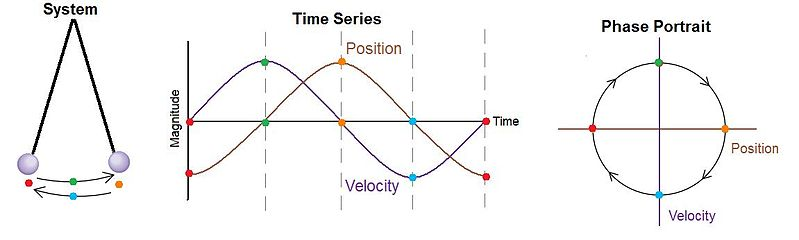 System
Time Series
Phase Portrait
Position
Magnitude
Time
Velocity
Position
Velocity